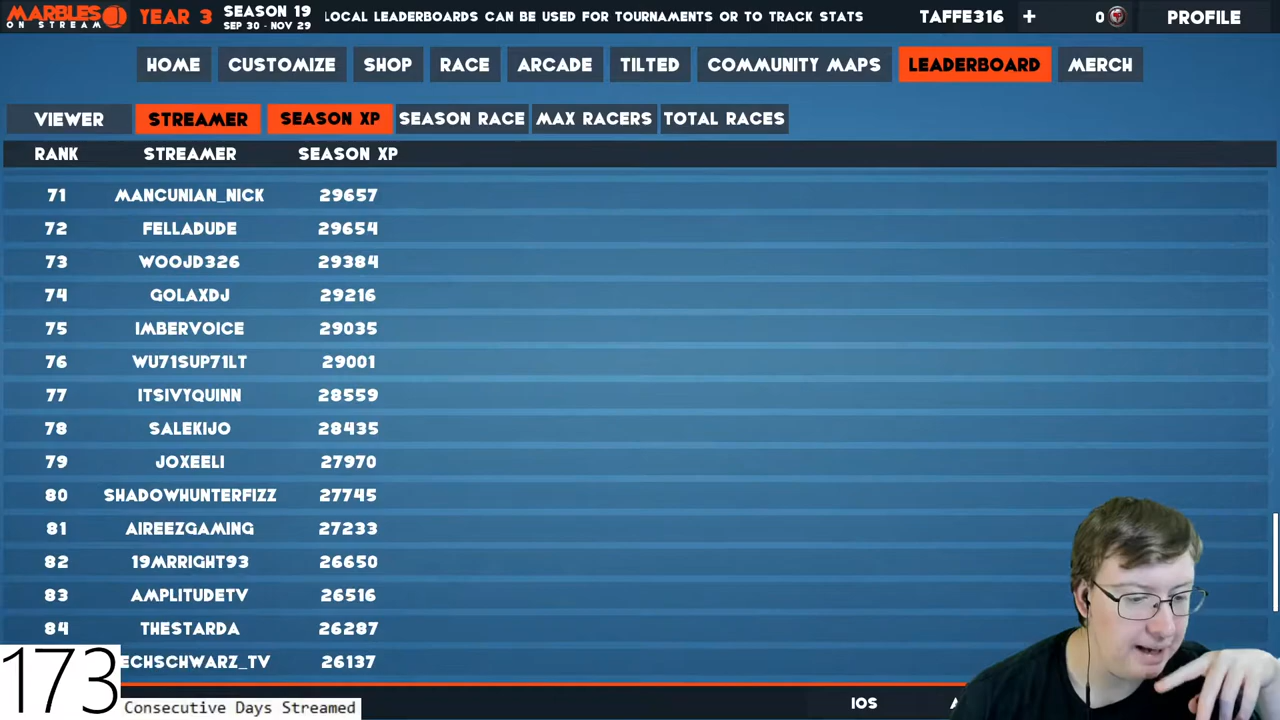 MARBLES ON STREAM
YEAR 3
SEASON 19
SEP 30 - NOV 29
LOCAL LEADERBOARDS CAN BE USED FOR TOURNAMENTS OR TO TRACK STATS
TAFFE316 +
0
PROFILE
HOME CUSTOMIZE SHOP RACE ARCADE TILTED COMMUNITY MAPS LEADERBOARD MERCH
VIEWER STREAMER SEASON XP SEASON RACE MAX RACERS TOTAL RACES
RANK STREAMER SEASON XP
71 MANCUNIAN_NICK 29657
72 FELLADUDE 29654
73 WOOJD326 29384
74 GOLAXDJ 29216
75 IMBERVOICE 29035
76 WU71SUP71LT 29001
77 ITSIVYQUINN 28559
78 SALEKIJO 28435
79 JOXEELI 27970
80 SHADOWHUNTERFIZZ 27745
81 AIREEZGAMING 27233
82 19MRRIGHT93 26650
83 AMPLITUDETV 26516
84 THESTARDA 26287
ECHSCHWARZ_TV 26137
173 Consecutive Days Streamed
IOS